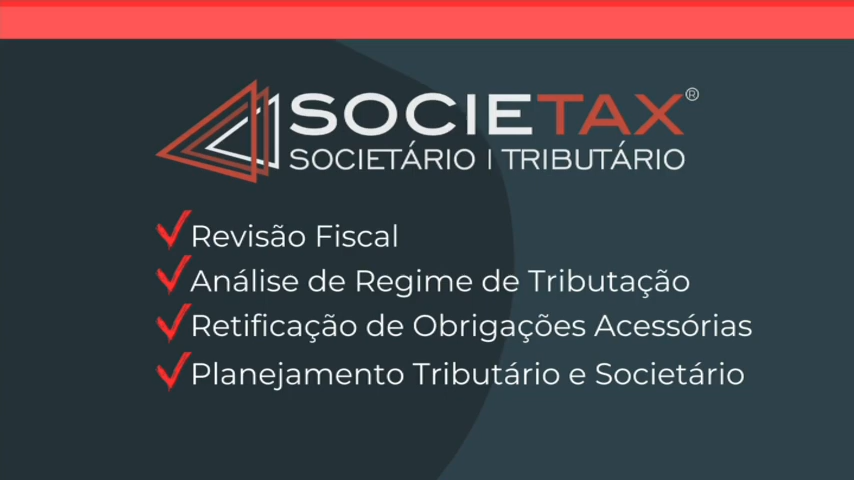 SOCIETAX®
SOCIETÁRIO | TRIBUTÁRIO
Revisão Fiscal
Análise de Regime de Tributação
Retificação de Obrigações Acessórias
Planejamento Tributário e Societário